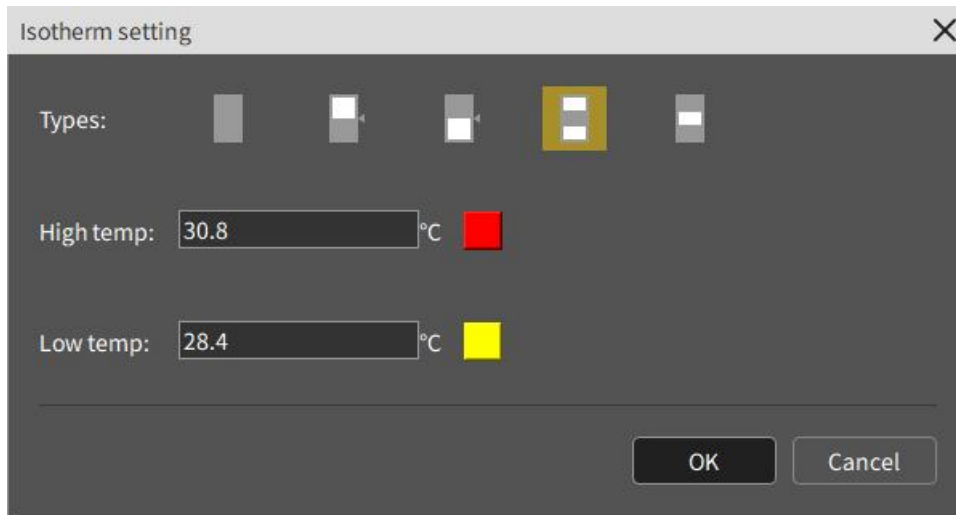 Isotherm setting
Types:
High temp: 30.8 °C
Low temp: 28.4 °C
OK Cancel